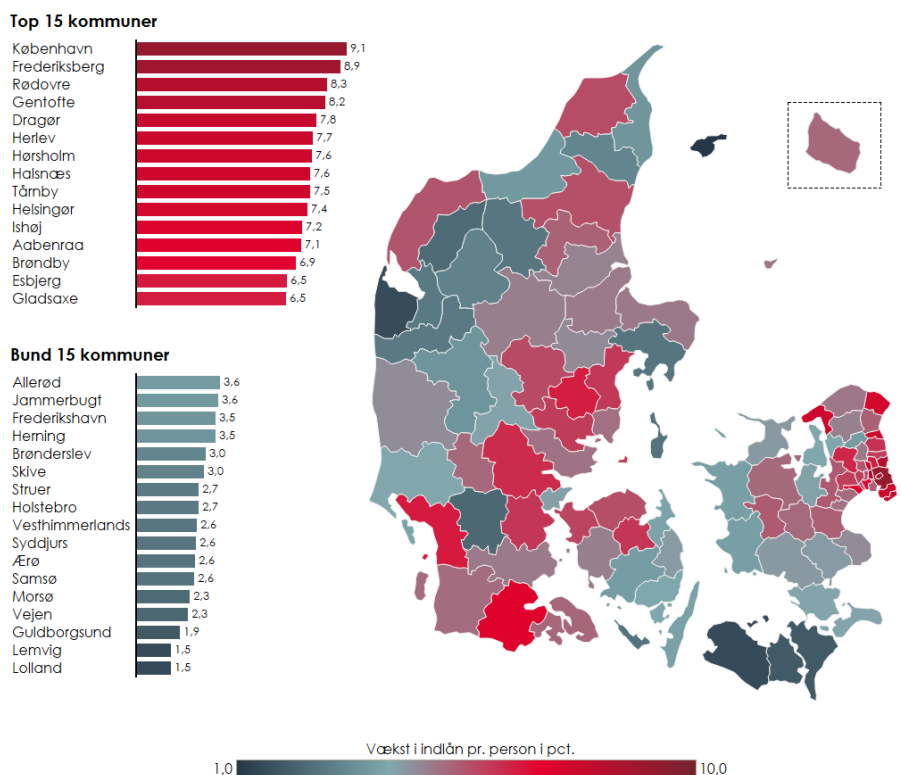 Top 15 kommuner
København 9,1
Frederiksberg 8,9
Rødovre 8,3
Gentofte 8,2
Dragør 7,8
Herlev 7,7
Hørsholm 7,6
Halsnæs 7,6
Tårnby 7,5
Helsingør 7,4
Ishøj 7,2
Aabenraa 7,1
Brøndby 6,9
Esbjerg 6,5
Gladsaxe 6,5
Bund 15 kommuner
Allerød 3,6
Jammerbugt 3,6
Frederikshavn 3,5
Herning 3,5
Brønderslev 3,0
Skive 3,0
Struer 2,7
Holstebro 2,7
Vesthimmerlands 2,6
Syddjurs 2,6
Ærø 2,6
Samsø 2,6
Morsø 2,3
Vejen 2,3
Guldborgsund 1,9
Lemvig 1,5
Lolland 1,5
Vækst i indlån pr. person i pct.
1,0 10,0